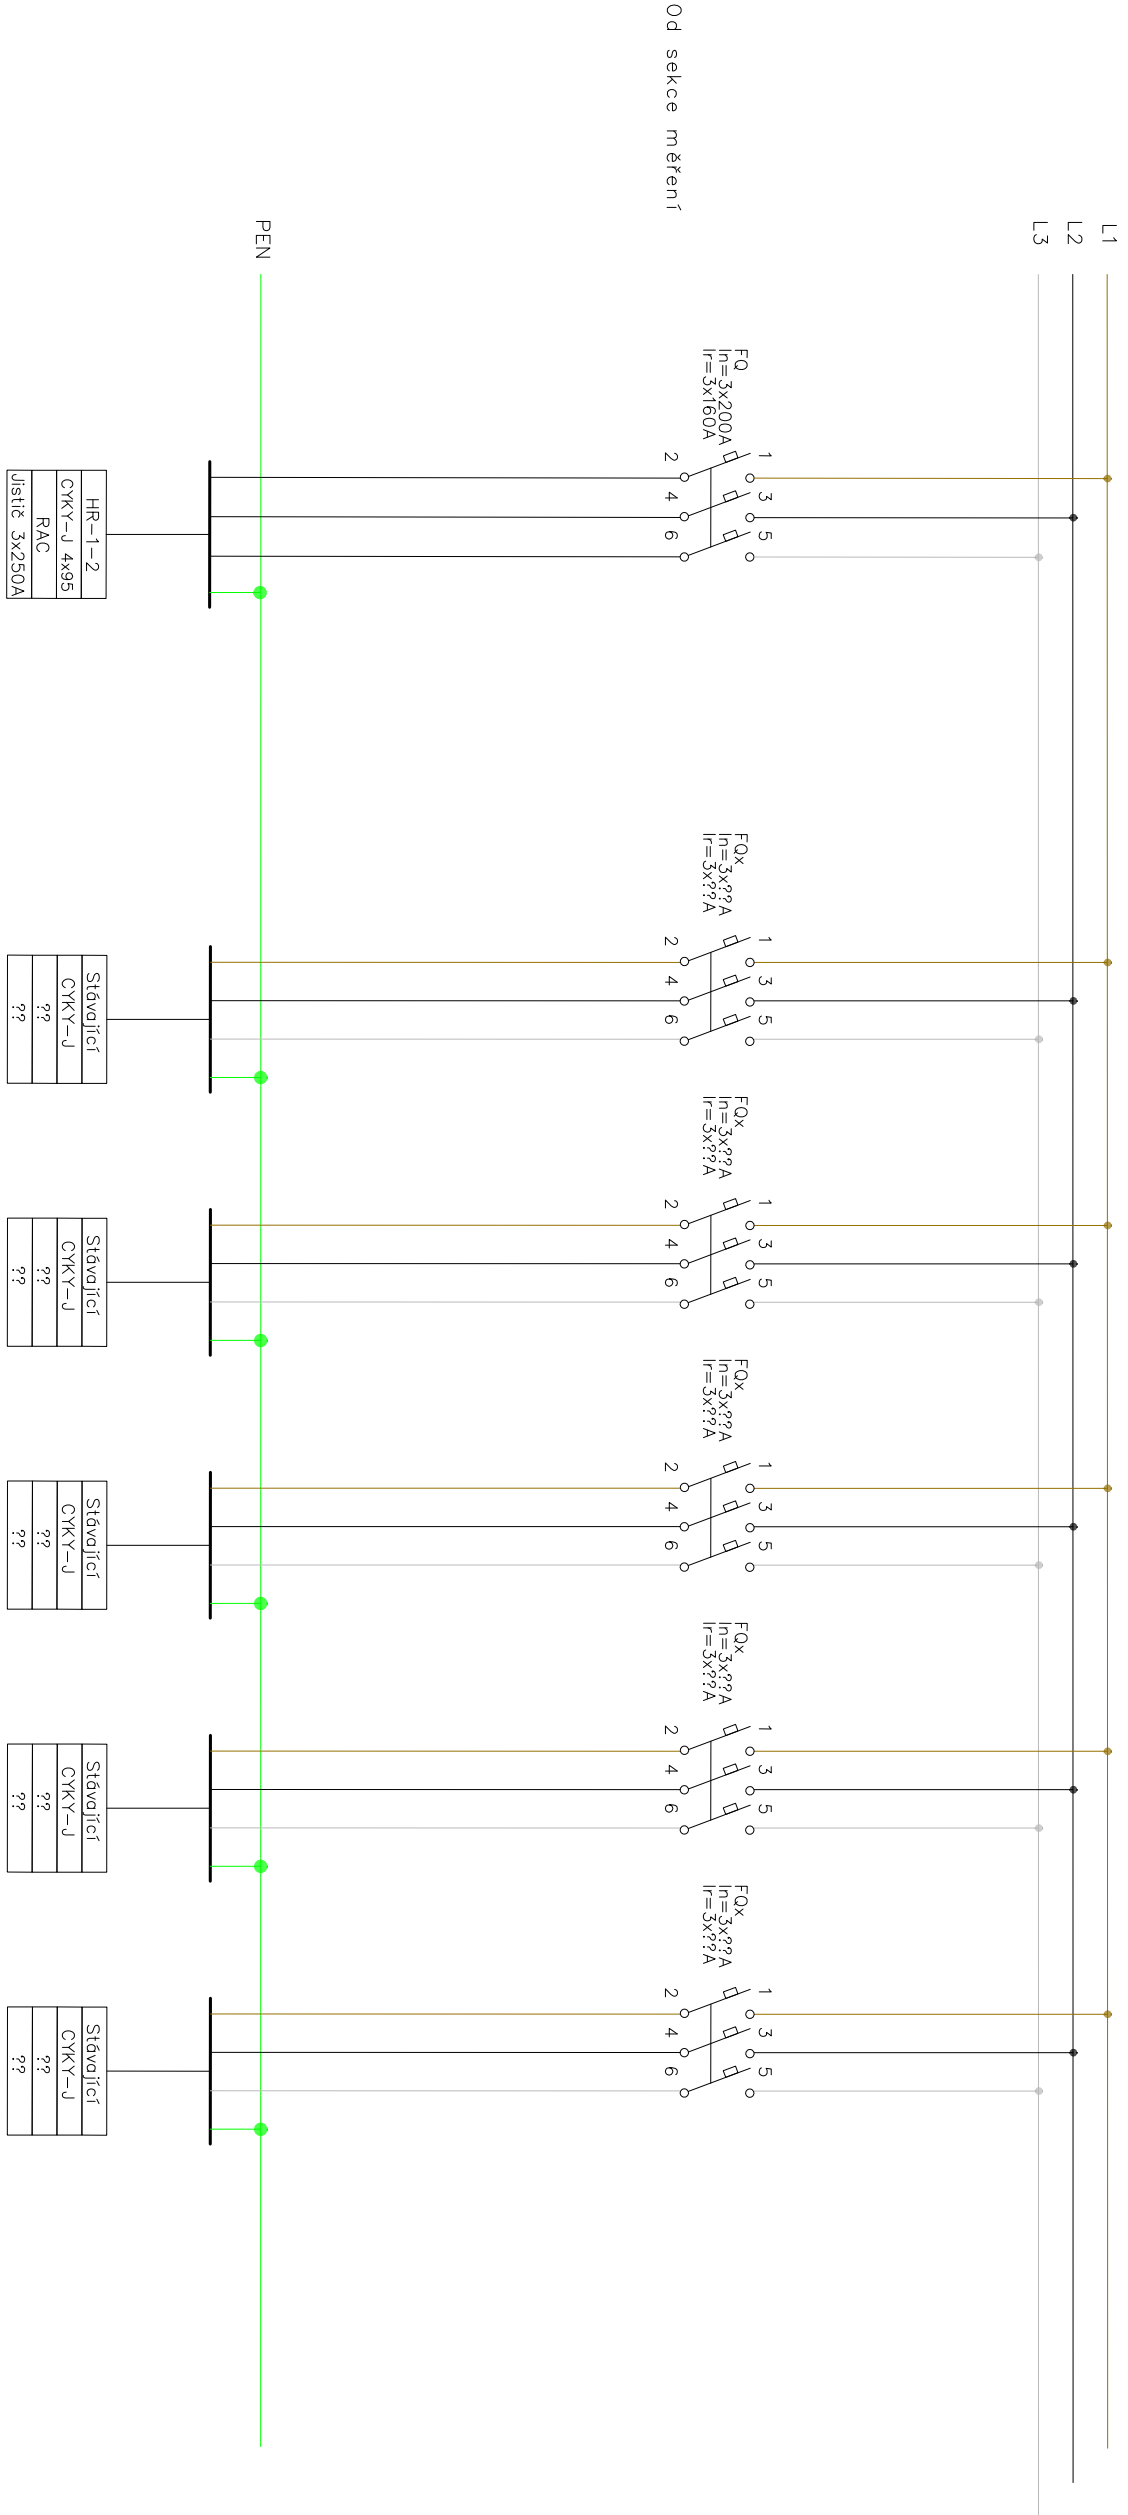 Od sekce měření
L1
L2
L3
PEN
FQ
In=3x200A
Ir=3x160A
1
3
5
2
4
6
HR-1-2
CYKY-J 4x95
RAC
Jistič 3x250A
FQx
In=3x??A
Ir=3x??A
1
3
5
2
4
6
Stávající
CYKY-J
??
??
FQx
In=3x??A
Ir=3x??A
1
3
5
2
4
6
Stávající
CYKY-J
??
??
FQx
In=3x??A
Ir=3x??A
1
3
5
2
4
6
Stávající
CYKY-J
??
??
FQx
In=3x??A
Ir=3x??A
1
3
5
2
4
6
Stávající
CYKY-J
??
??
FQx
In=3x??A
Ir=3x??A
1
3
5
2
4
6
Stávající
CYKY-J
??
??